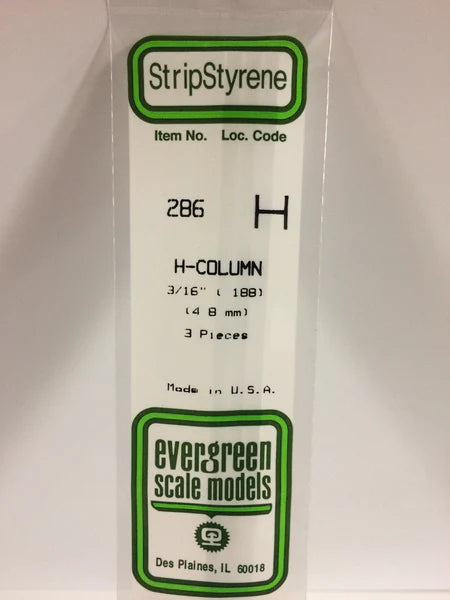 StripStyrene
Item No. Loc. Code
286 H
H-COLUMN
3/16" ( 188)
(4 8 mm)
3 Pieces
Made in U.S.A.
evergreen
scale models
Des Plaines, IL 60018